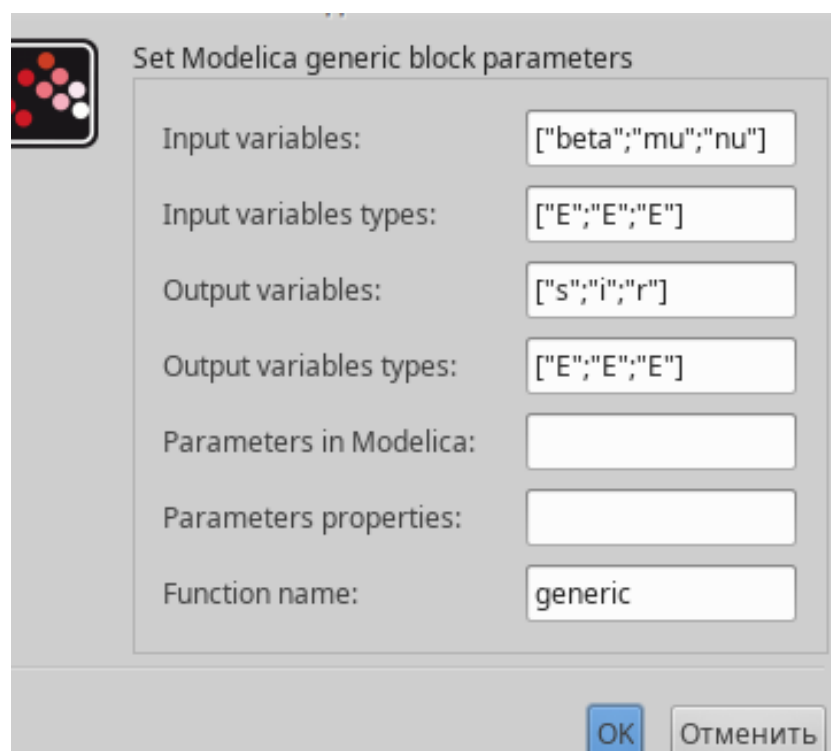 Set Modelica generic block parameters
Input variables: ["beta";"mu";"nu"]
Input variables types: ["E";"E";"E"]
Output variables: ["s";"i";"r"]
Output variables types: ["E";"E";"E"]
Parameters in Modelica:
Parameters properties:
Function name: generic
OK Отменить